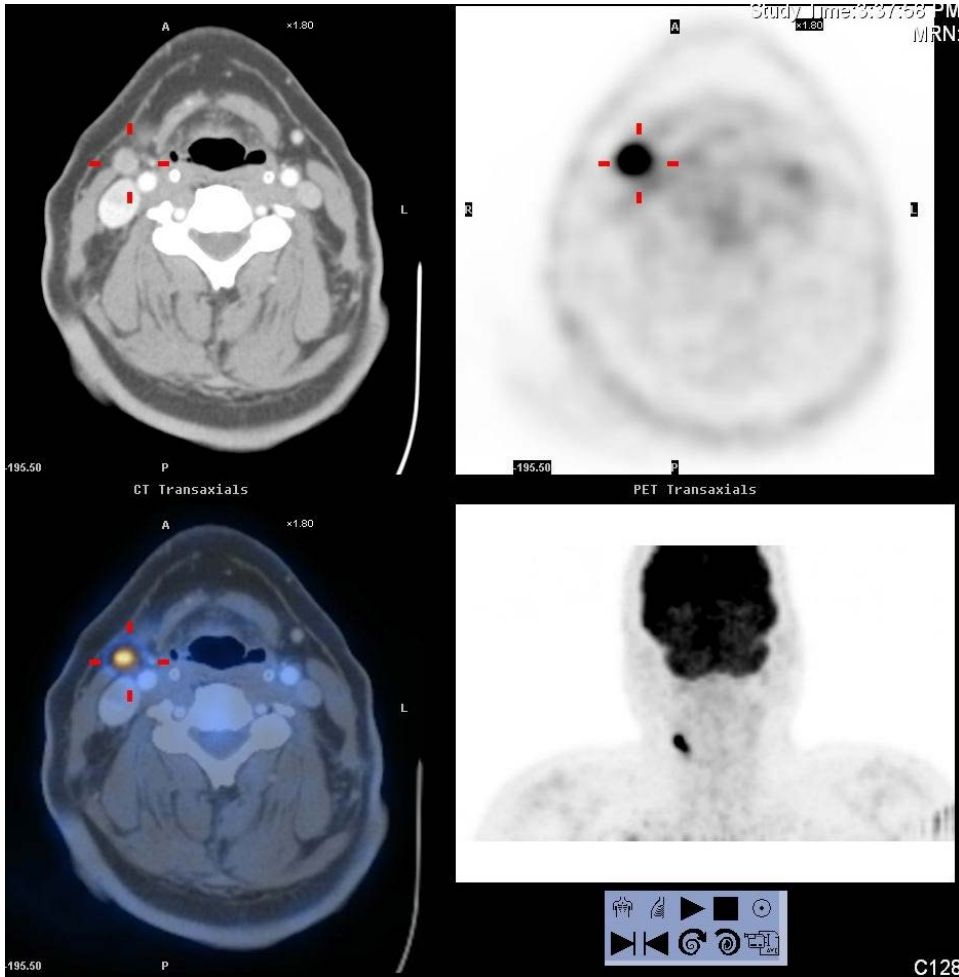 Study Time:3:37:58 PM
MRN:
A
×1.80
L
-195.50
P
CT Transaxials
A
×1.80
R
L
-195.50
P
PET Transaxials
A
×1.80
L
-195.50
P
C128